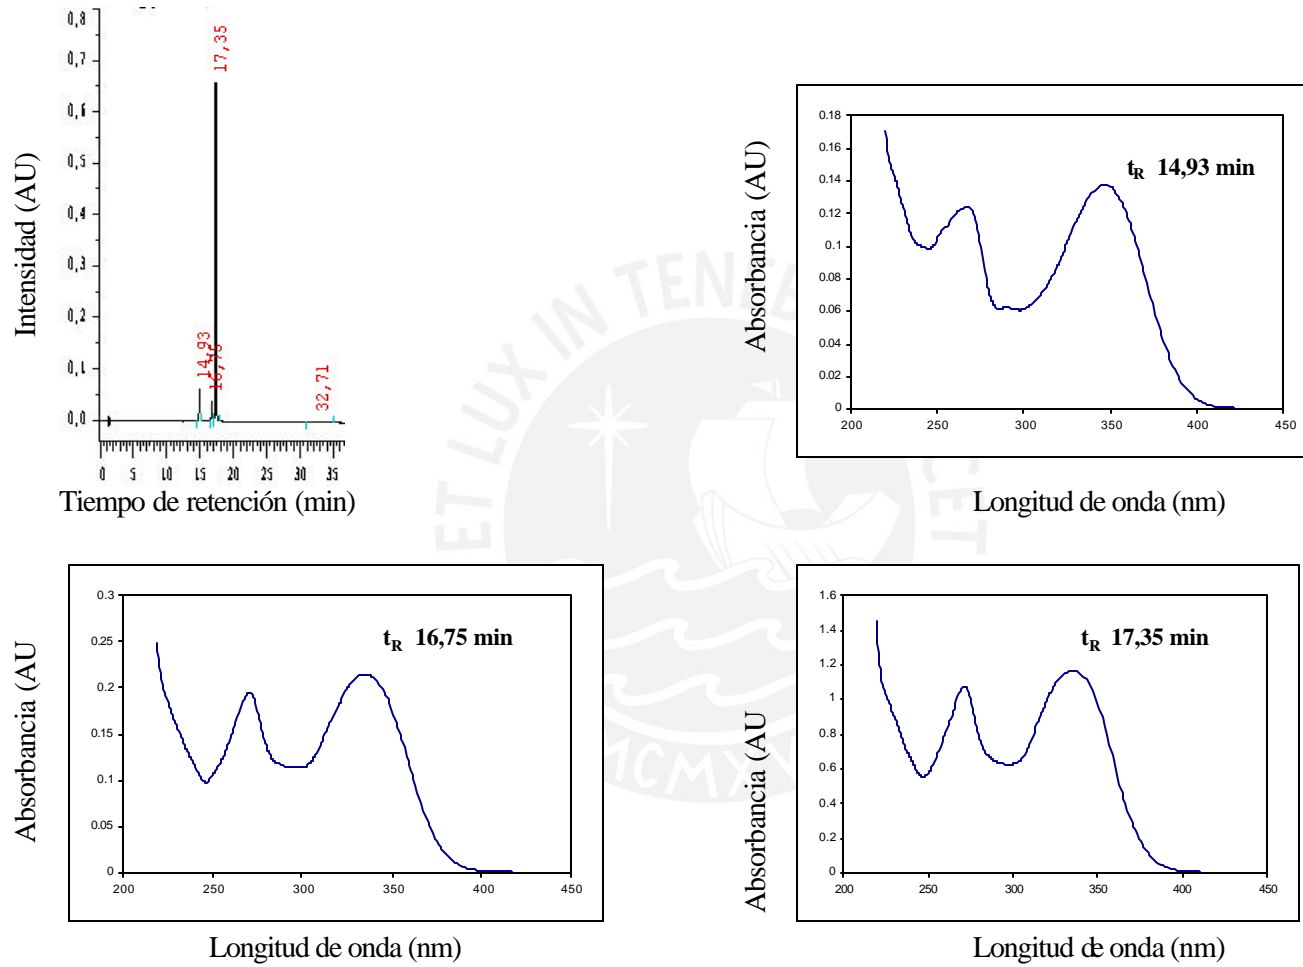 0,8
0,7
0,6
0,5
0,4
0,3
0,2
0,1
0,0
17,35
14,93
16,75
32,71
0 5 10 15 20 25 30 35
Intensidad (AU)
Tiempo de retención (min)
0.18
0.16
0.14
0.12
0.1
0.08
0.06
0.04
0.02
0
200 250 300 350 400 450
tR 14,93 min
Absorbancia (AU)
Longitud de onda (nm)
0.3
0.25
0.2
0.15
0.1
0.05
0
200 250 300 350 400 450
tR 16,75 min
Absorbancia (AU
Longitud de onda (nm)
1.6
1.4
1.2
1
0.8
0.6
0.4
0.2
0
200 250 300 350 400 450
tR 17,35 min
Absorbancia (AU
Longitud de onda (nm)
ET LUX IN